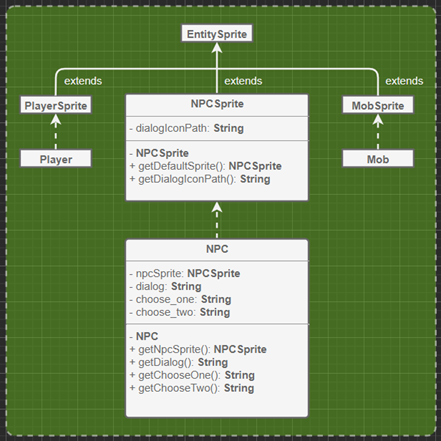 EntitySprite
extends
extends
extends
PlayerSprite
NPCSprite
MobSprite
- dialogIconPath: String
- NPCSprite
+ getDefaultSprite(): NPCSprite
+ getDialogIconPath(): String
Player
Mob
NPC
- npcSprite: NPCSprite
- dialog: String
- choose_one: String
- choose_two: String
- NPC
+ getNpcSprite(): NPCSprite
+ getDialog(): String
+ getChooseOne(): String
+ getChooseTwo(): String